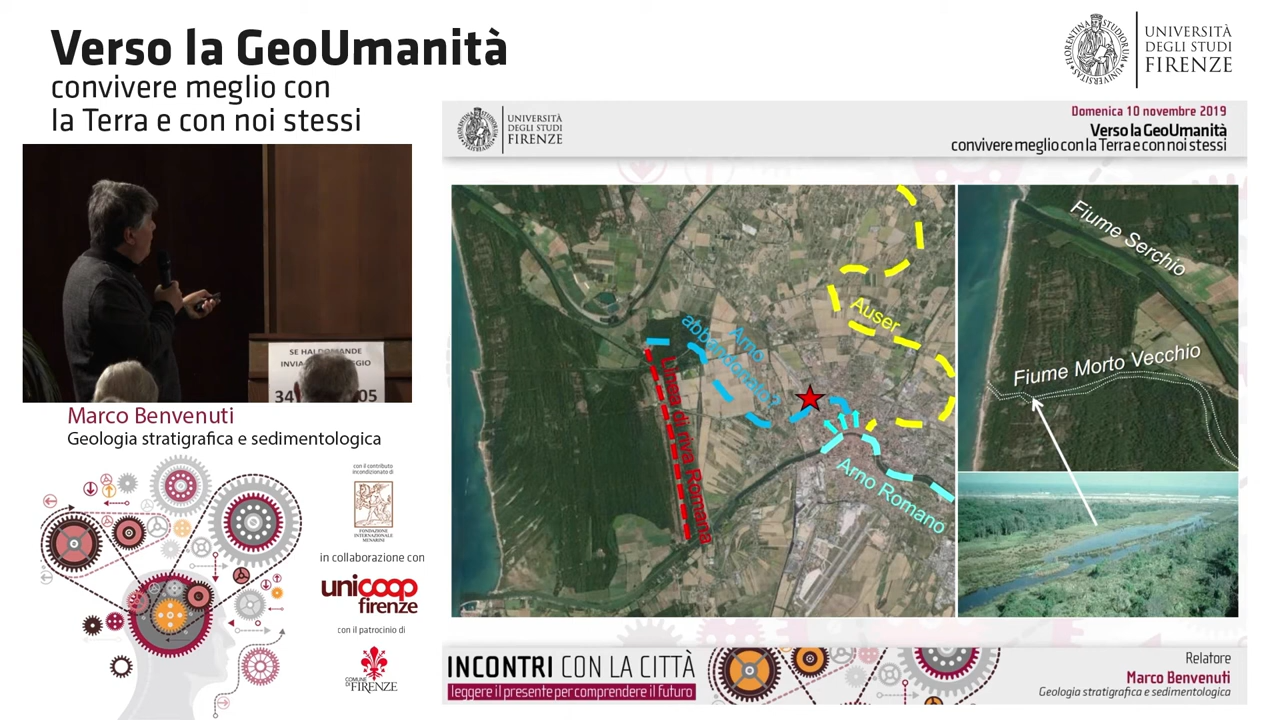 Verso la GeoUmanità
convivere meglio con
la Terra e con noi stessi
UNIVERSITÀ
DEGLI STUDI
FIRENZE
UNIVERSITÀ
DEGLI STUDI
FIRENZE
Domenica 10 novembre 2019
Verso la GeoUmanità
convivere meglio con la Terra e con noi stessi
Fiume Serchio
Auser
Arno
abbandonato?
Linea di riva Romana
Arno Romano
Fiume Morto Vecchio
Marco Benvenuti
Geologia stratigrafica e sedimentologica
con il contributo
incondizionato di
FONDAZIONE
INTERNAZIONALE
MENARINI
in collaborazione con
unicoop
firenze
con il patrocinio di
COMUNE
DI FIRENZE
INCONTRI CON LA CITTÀ
leggere il presente per comprendere il futuro
Relatore
Marco Benvenuti
Geologia stratigrafica e sedimentologica